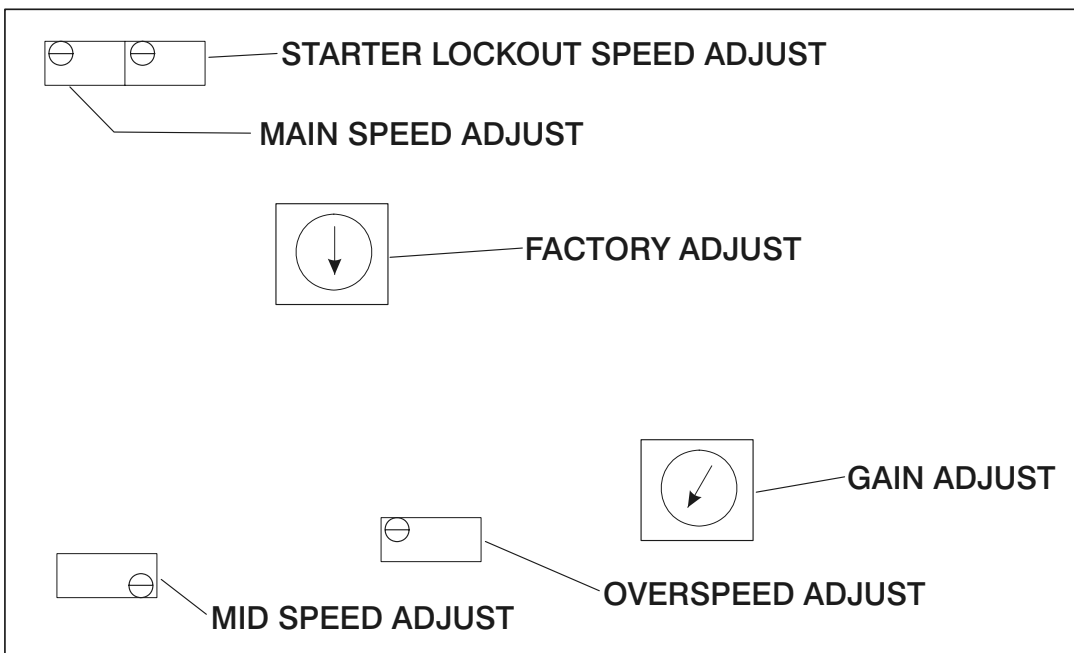 STARTER LOCKOUT SPEED ADJUST
MAIN SPEED ADJUST
FACTORY ADJUST
GAIN ADJUST
OVERSPEED ADJUST
MID SPEED ADJUST